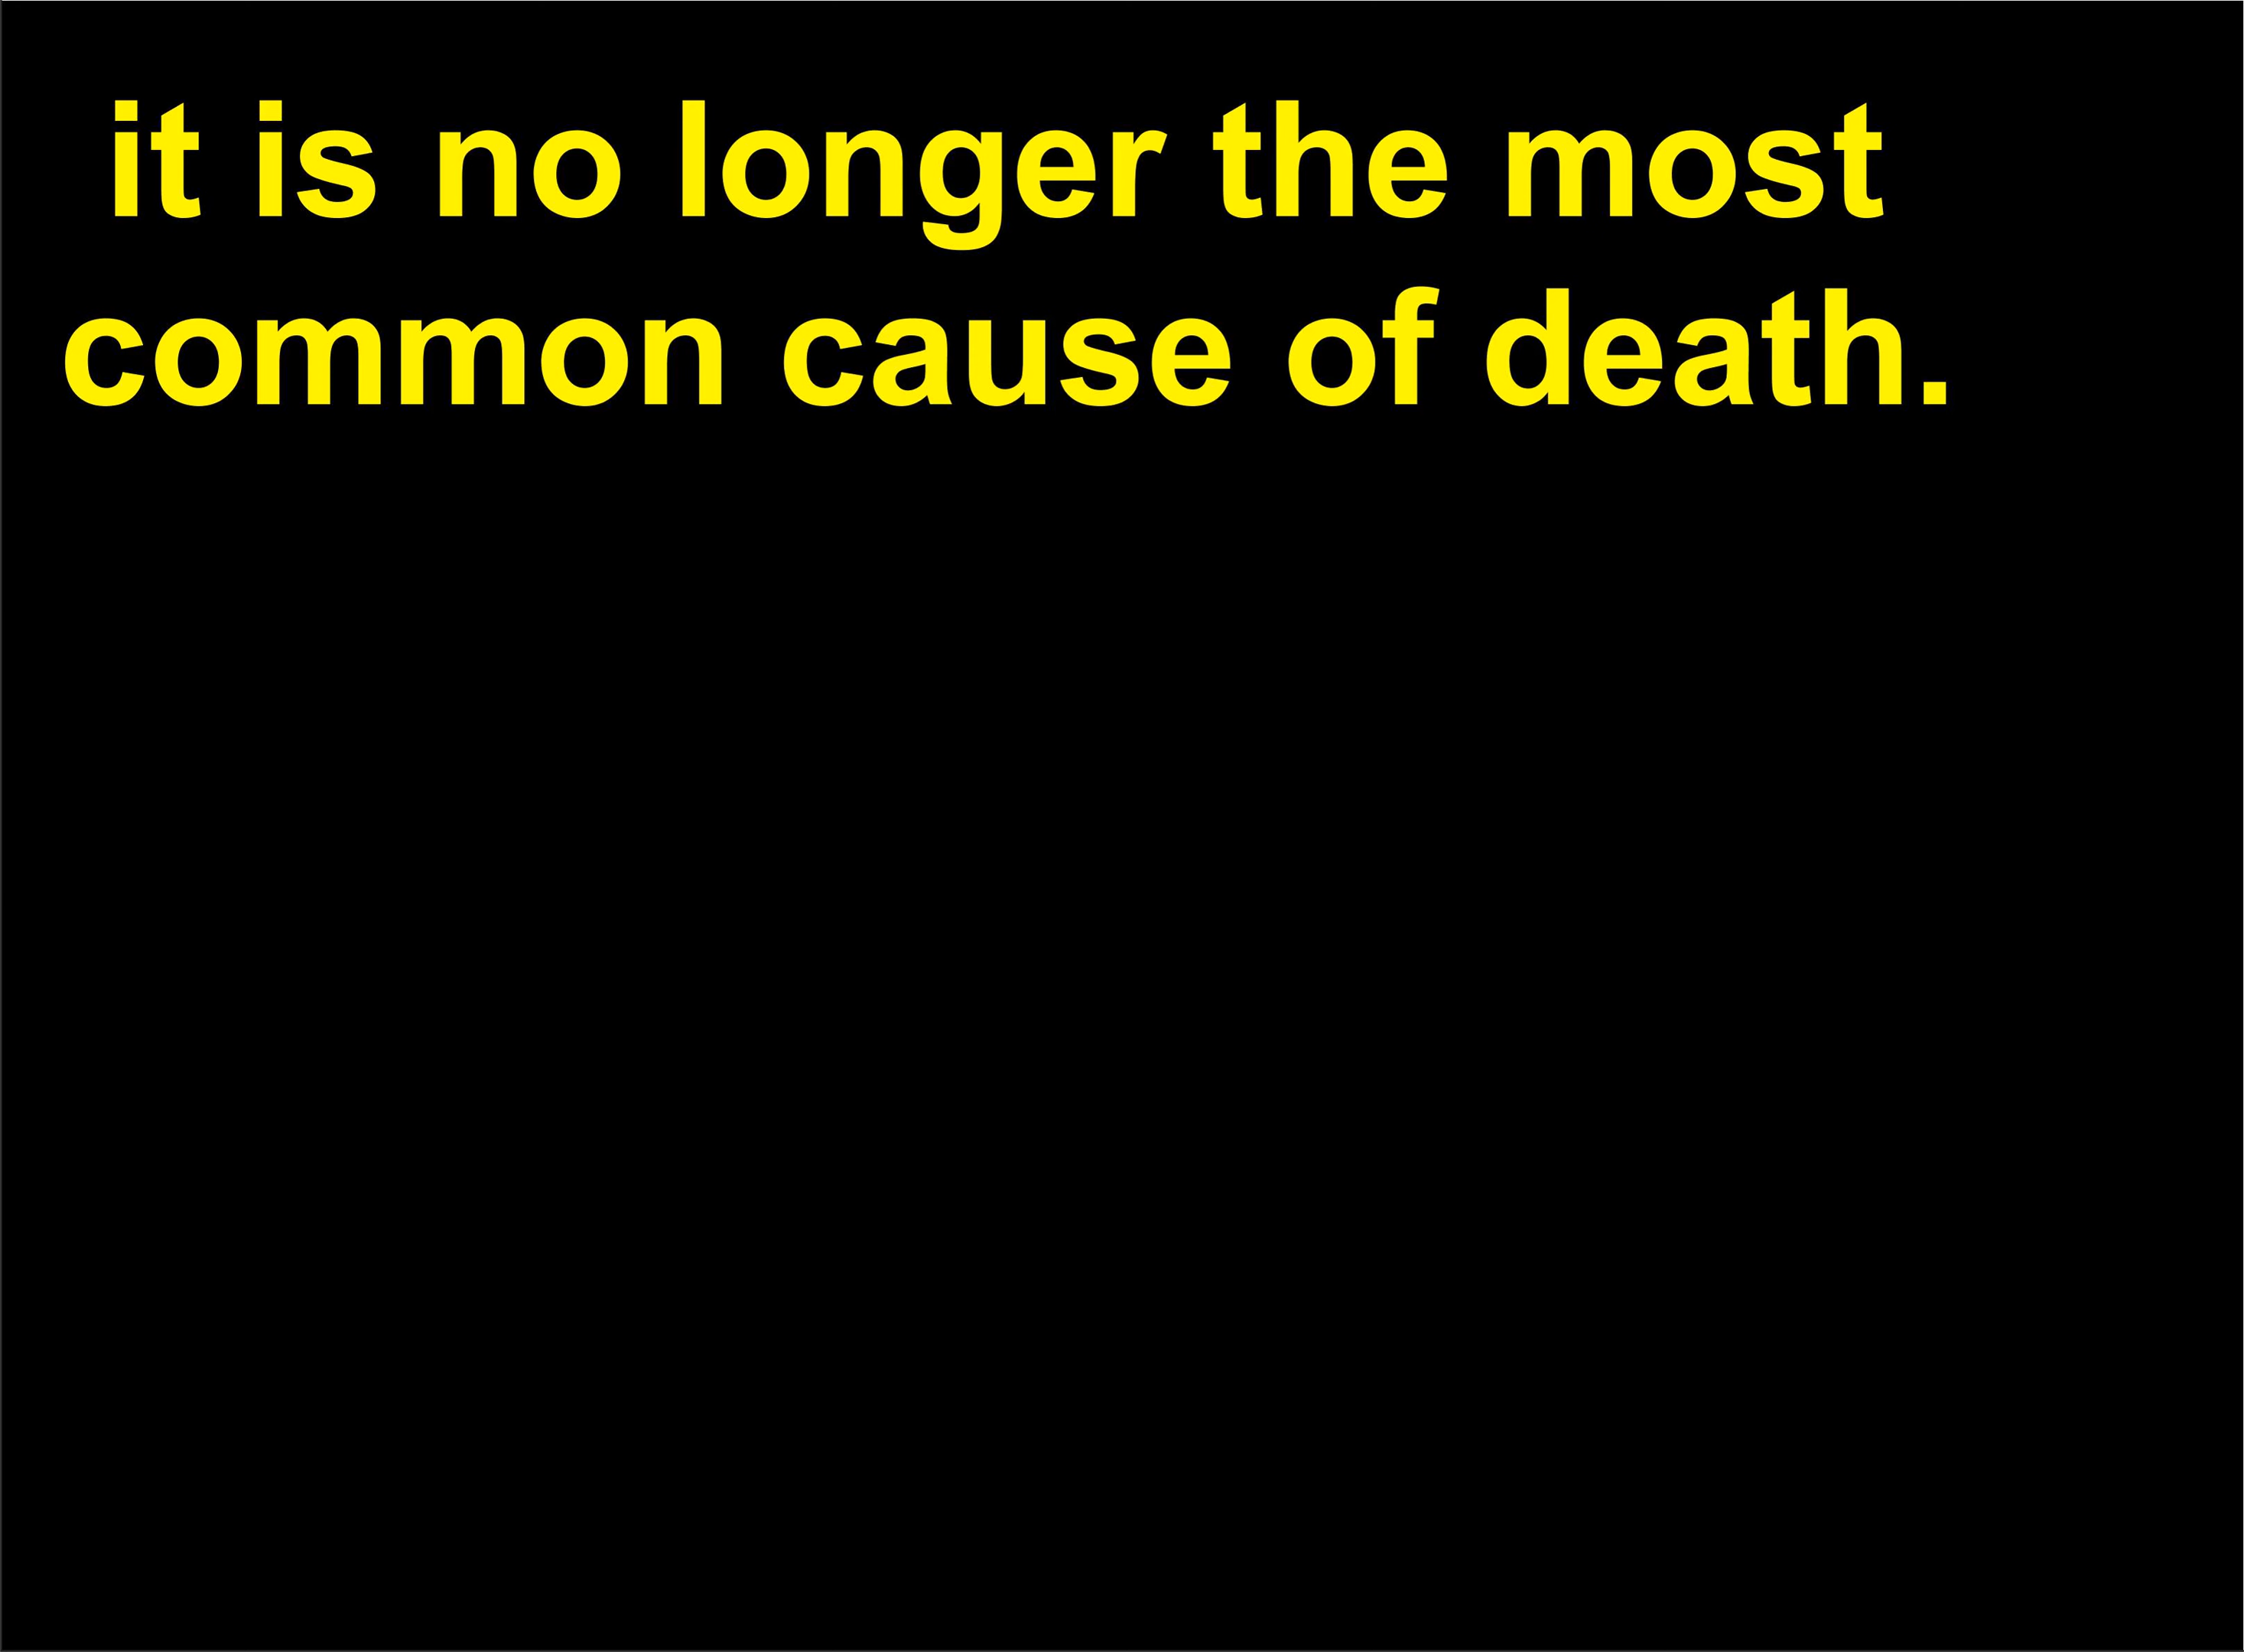 it is no longer the most
common cause of death.